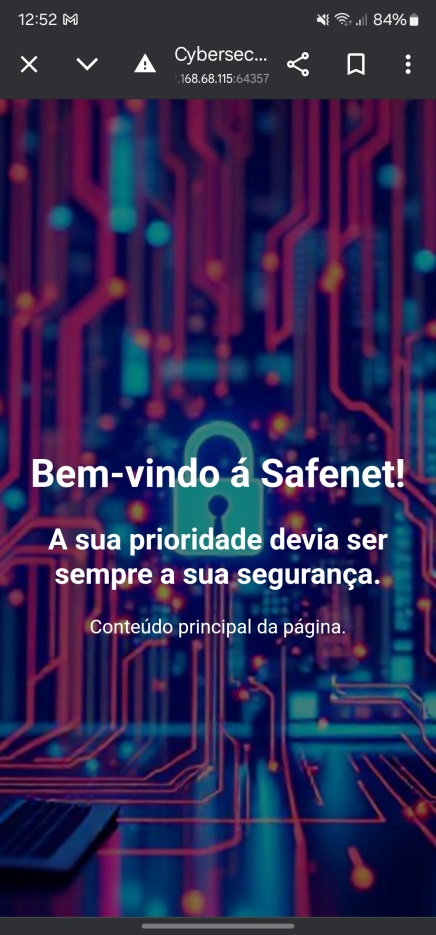 12:52
84%
Cybersec...
.168.68.115:64357
Bem-vindo á Safenet!
A sua prioridade devia ser
sempre a sua segurança.
Conteúdo principal da página.